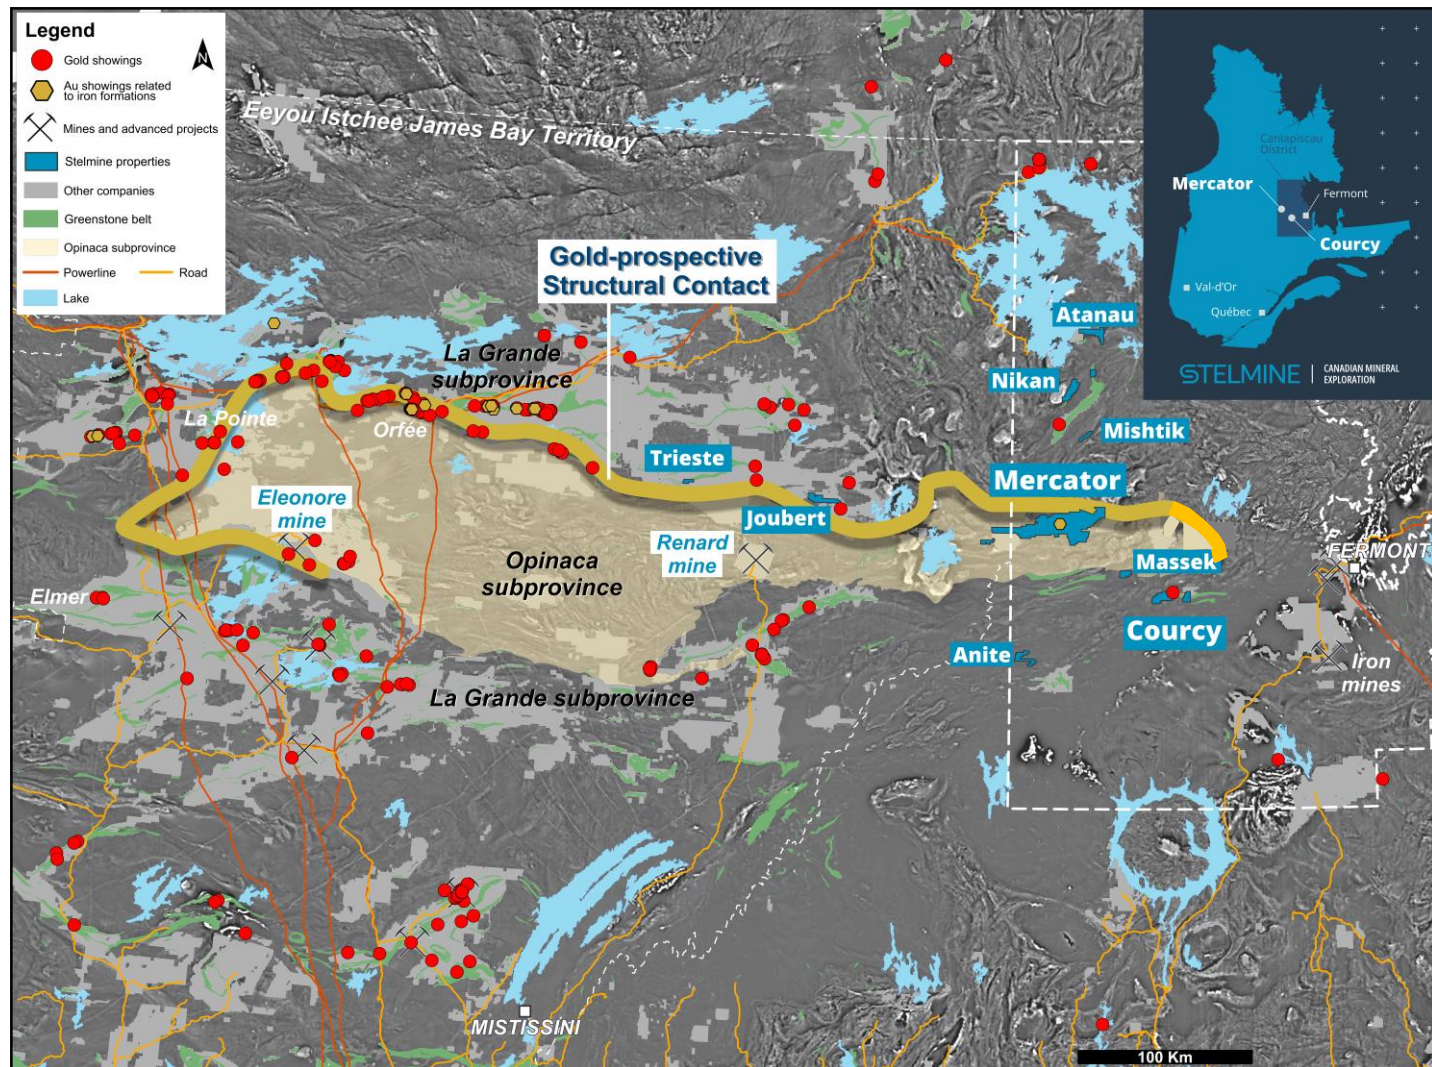 Legend
Gold showings
Au showings related
to iron formations
Mines and advanced projects
Stelmine properties
Other companies
Greenstone belt
Opinaca subprovince
Powerline
Road
Lake
N
Eeyou Istchee James Bay Territory
Caniapiscau
District
Mercator
Fermont
Courcy
Val-d'Or
Québec
STELMINE
CANADIAN MINERAL
EXPLORATION
Gold-prospective
Structural Contact
Atanau
La Grande
subprovince
Nikan
La Pointe
Orfée
Mishtik
Trieste
Mercator
Eleonore
mine
Joubert
Renard
mine
Opinaca
subprovince
Massek
FERMONT
Elmer
Courcy
Anite
Iron
mines
La Grande subprovince
MISTISSINI
100 Km